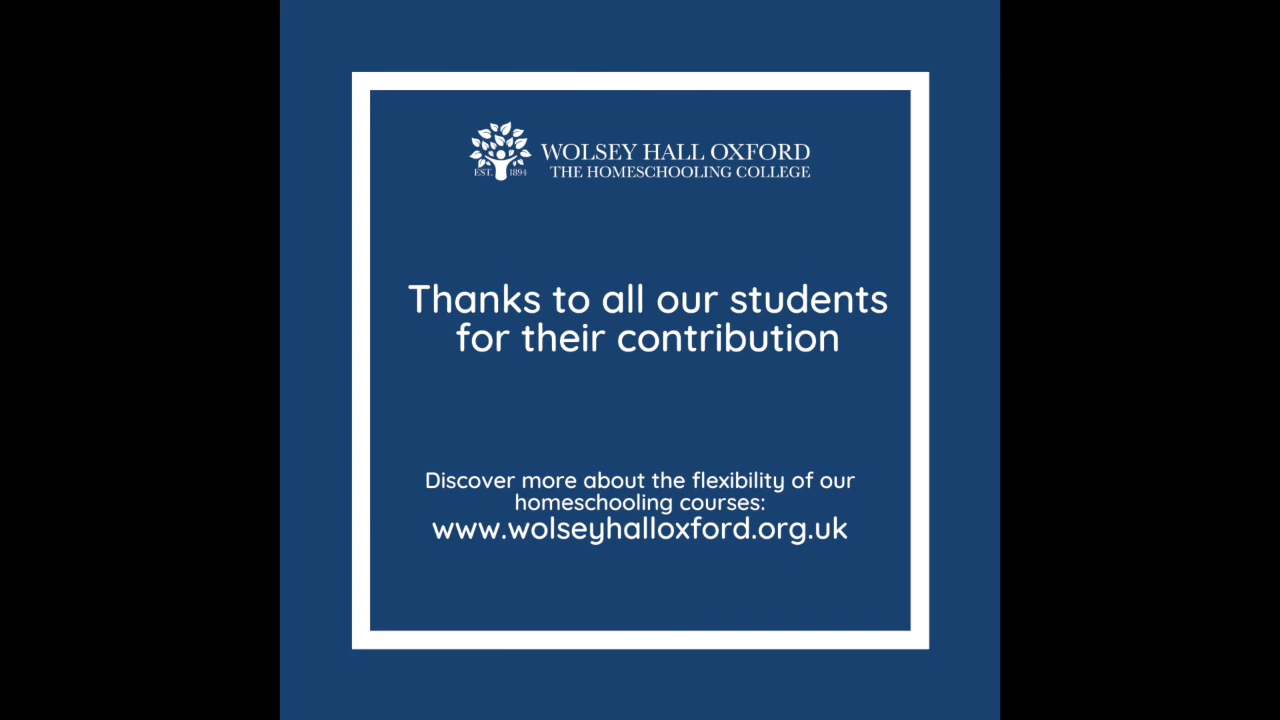 WOLSEY HALL OXFORD
EST. 1894 THE HOMESCHOOLING COLLEGE
Thanks to all our students
for their contribution
Discover more about the flexibility of our
homeschooling courses:
www.wolseyhalloxford.org.uk